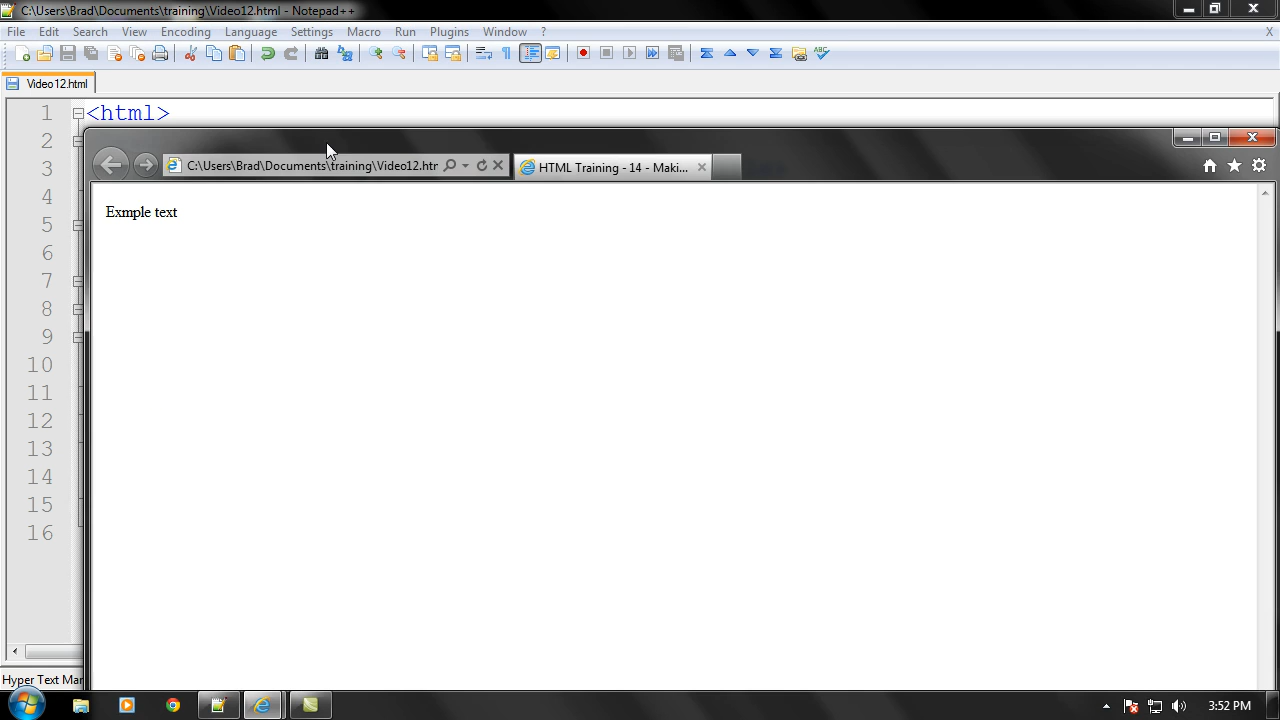 C:\Users\Brad\Documents\training\Video12.html - Notepad++
File Edit Search View Encoding Language Settings Macro Run Plugins Window ? X
Video12.html
1 <html>
2
3
4
5
6
7
8
9
10
11
12
13
14
15
16
C:\Users\Brad\Documents\training\Video12.htr
HTML Training - 14 - Maki...
Exmple text
Hyper Text Mar
3:52 PM